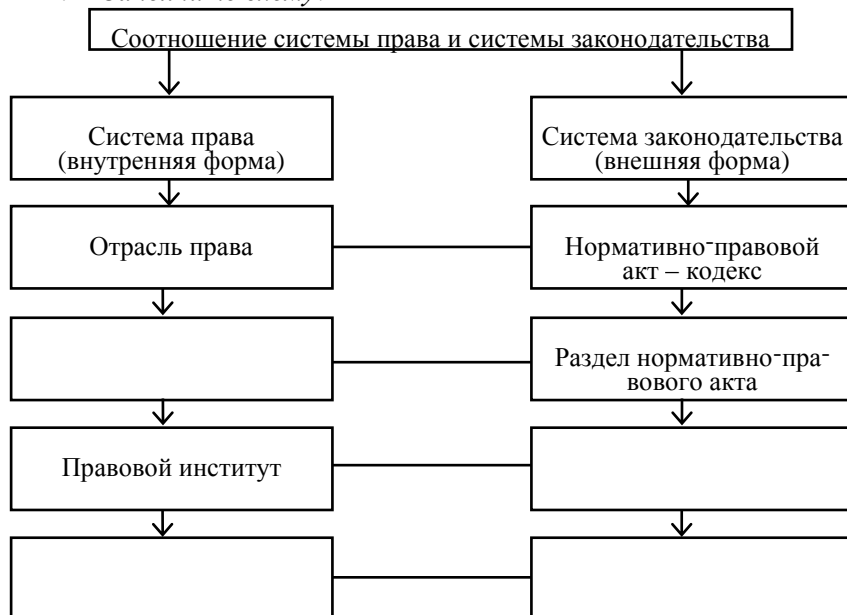 Соотношение системы права и системы законодательства
Система права
(внутренняя форма)
Система законодательства
(внешняя форма)
Отрасль права
Нормативно-правовой
акт – кодекс
Раздел нормативно-пра-
вового акта
Правовой институт